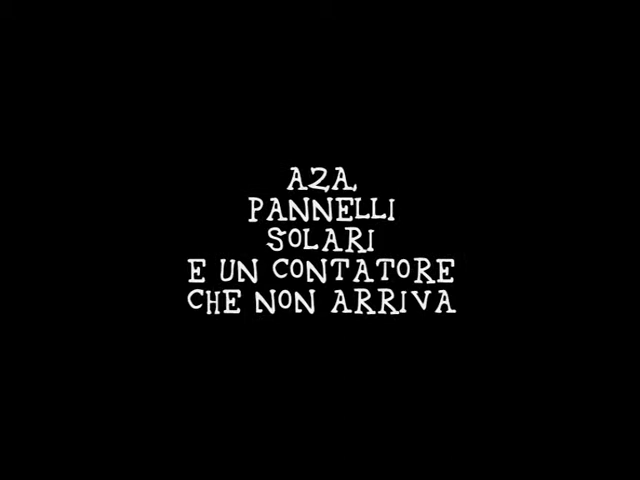 A2A,
PANNELLI
SOLARI
E UN CONTATORE
CHE NON ARRIVA